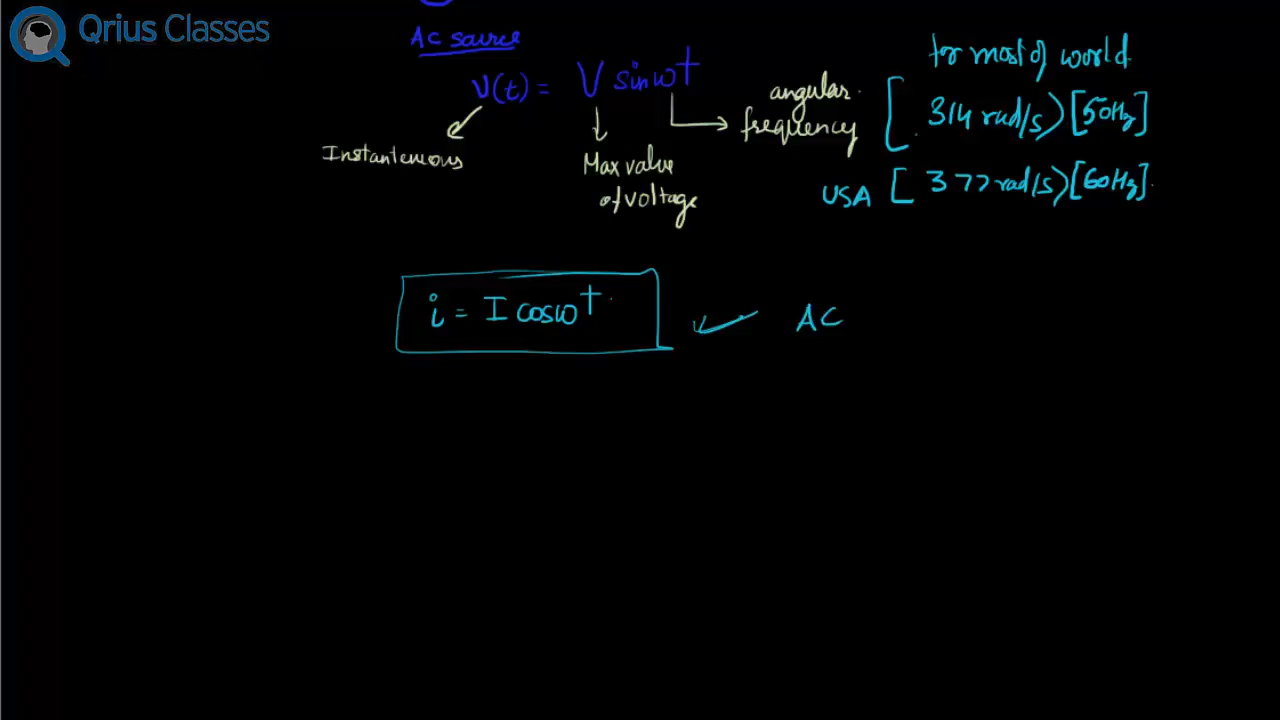 Qrius Classes
AC source
v(t) = V sinωt
Instanteneous
Max value
of voltage
angular
frequency
for most of world
[314 rad/s) [50Hz]
USA [377 rad/s) [60Hz]
i = I cosωt
AC